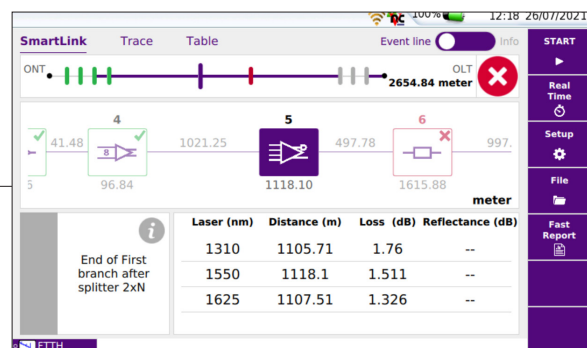 100% 12:18 26/07/2021
SmartLink Trace Table Event line Info
START
ONT OLT
2654.84 meter
Real
Time
Setup
File
Fast
Report
4 5 6
41.48 8 1021.25 497.78 997.
96.84 1118.10 1615.88
meter
i
End of First
branch after
splitter 2xN
Laser (nm) Distance (m) Loss (dB) Reflectance (dB)
1310 1105.71 1.76 --
1550 1118.1 1.511 --
1625 1107.51 1.326 --
FTTH